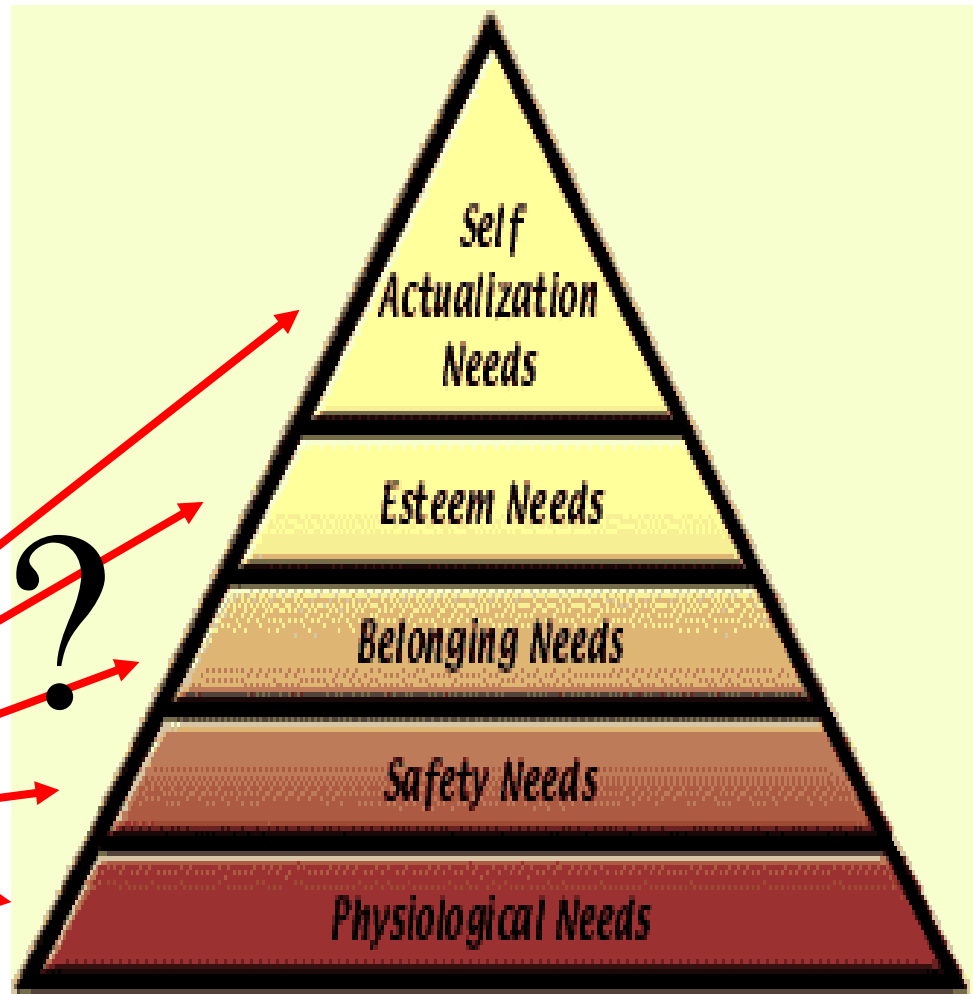 Self
Actualization
Needs
Esteem Needs
?
Belonging Needs
Safety Needs
Physiological Needs